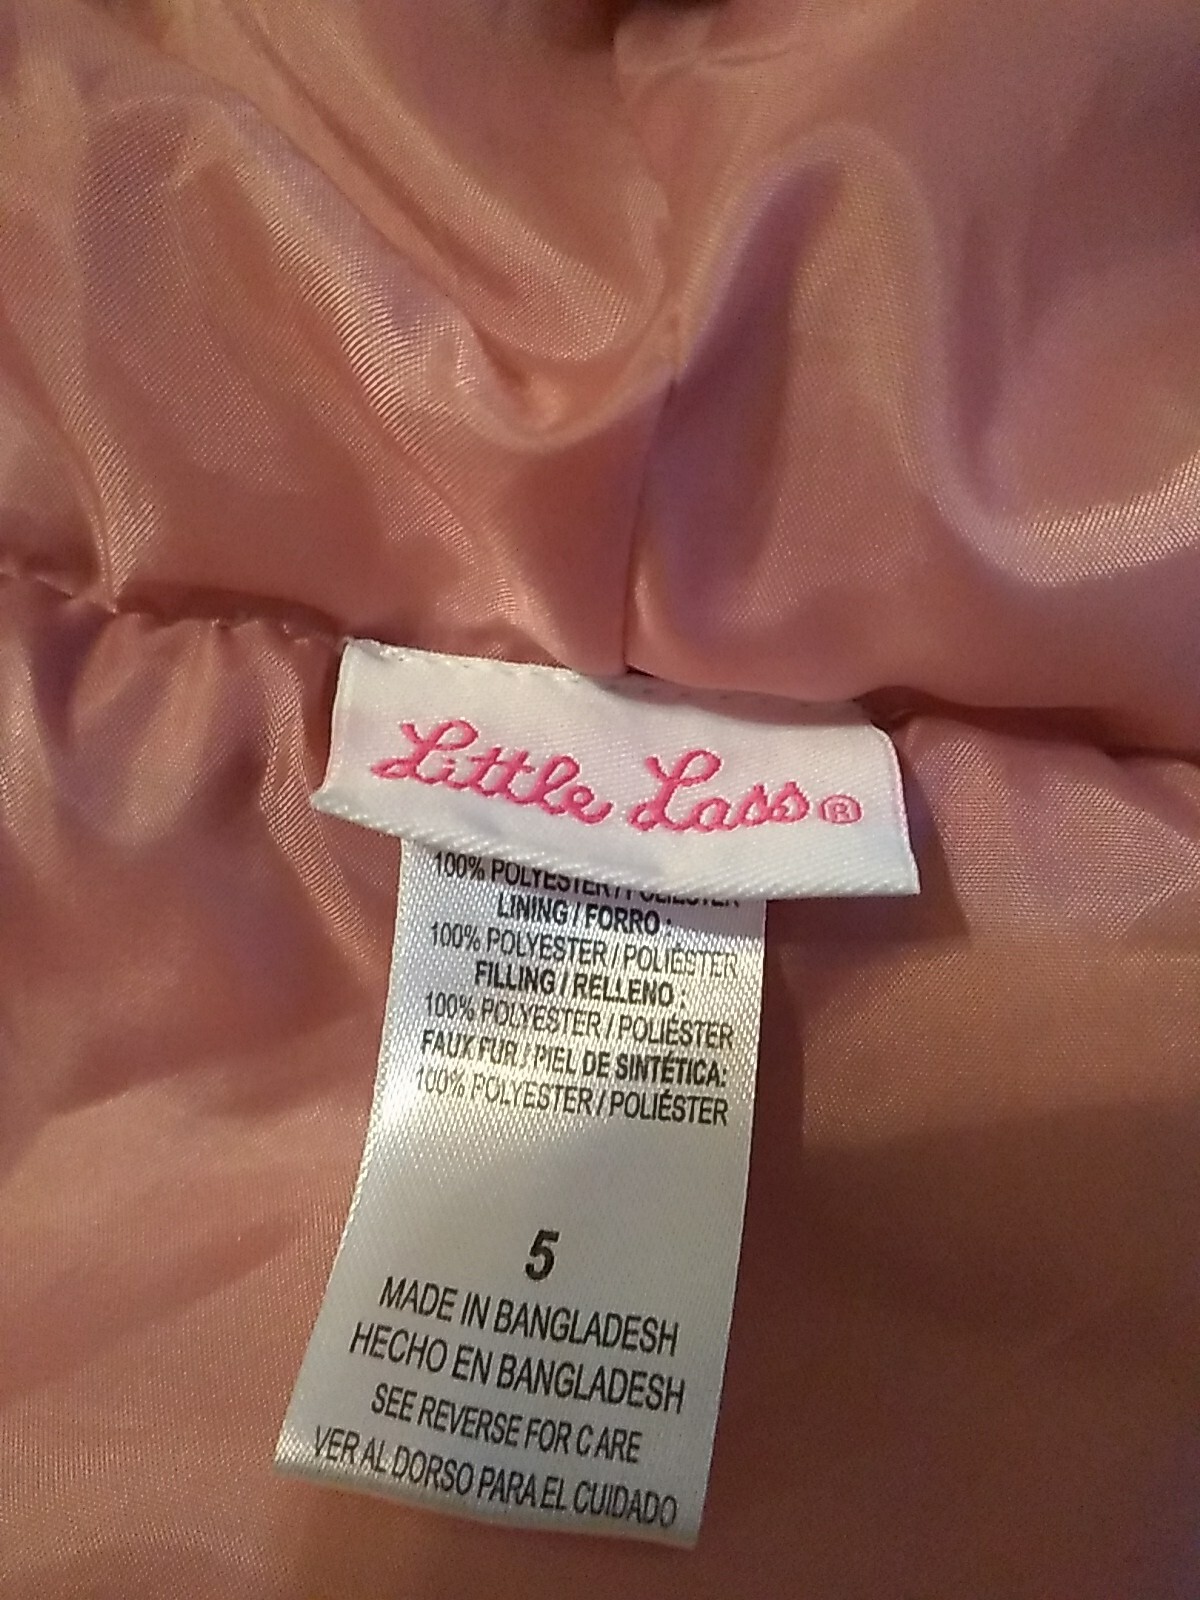 Little Lass®
100% POLYESTER / POLIÉSTER
LINING / FORRO :
100% POLYESTER / POLIÉSTER
FILLING / RELLENO :
100% POLYESTER / POLIÉSTER
FAUX FUR / PIEL DE SINTÉTICA:
100% POLYESTER / POLIÉSTER
5
MADE IN BANGLADESH
HECHO EN BANGLADESH
SEE REVERSE FOR CARE
VER AL DORSO PARA EL CUIDADO